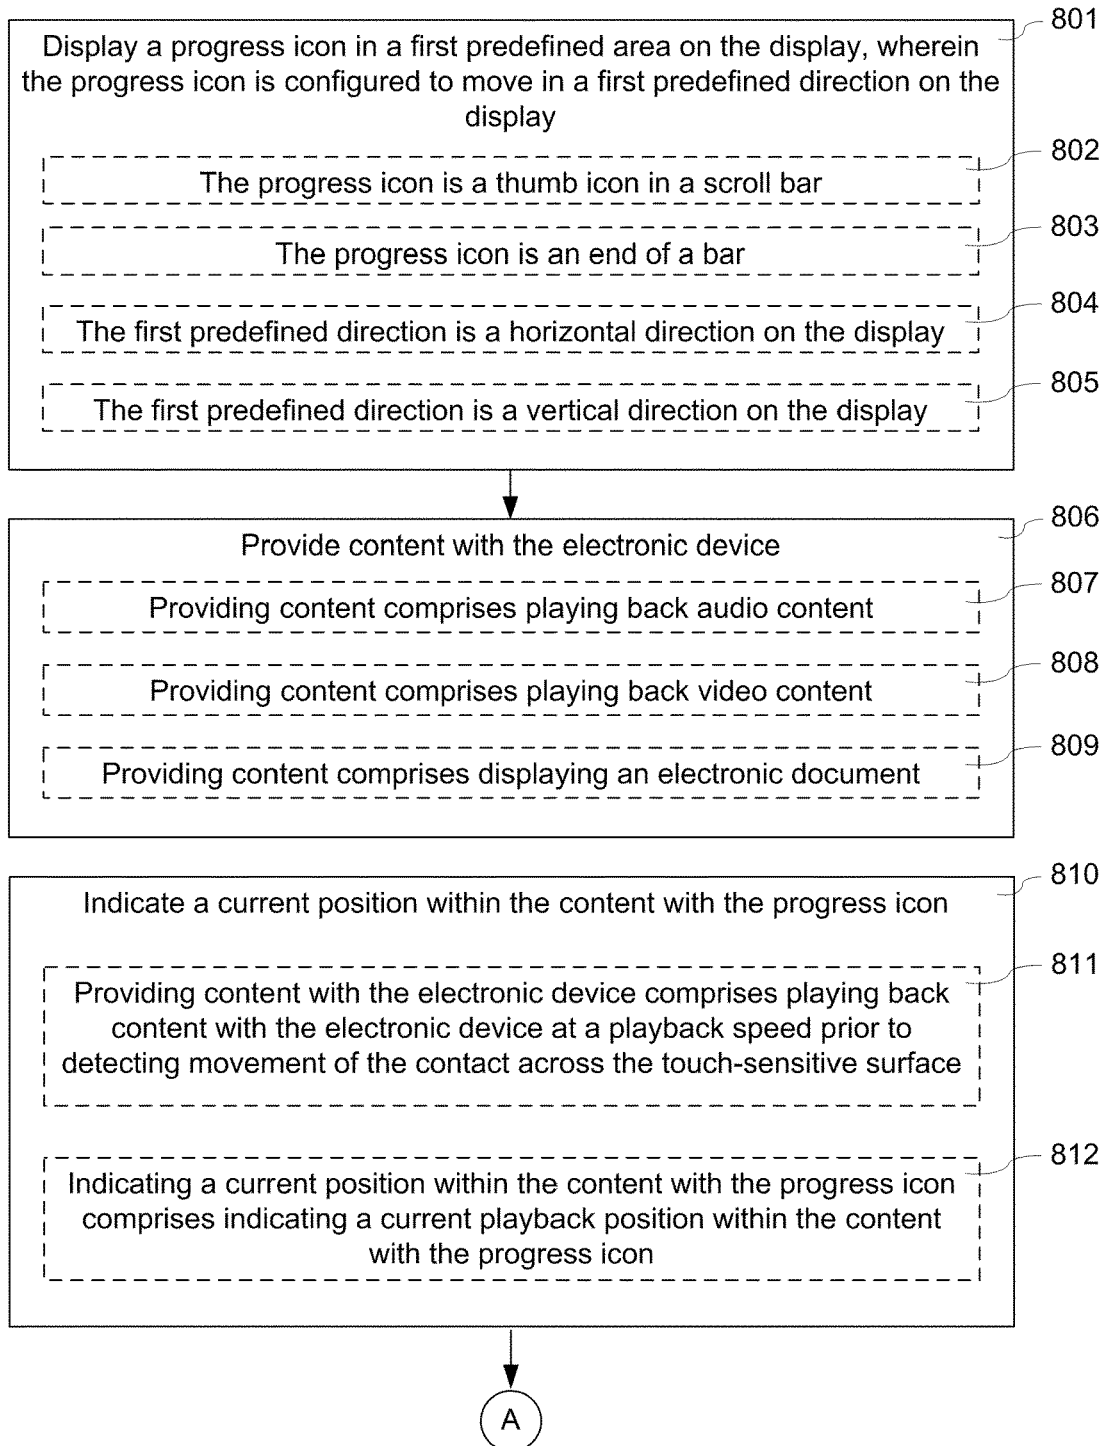 801
Display a progress icon in a first predefined area on the display, wherein
the progress icon is configured to move in a first predefined direction on the
display
802
The progress icon is a thumb icon in a scroll bar
803
The progress icon is an end of a bar
804
The first predefined direction is a horizontal direction on the display
805
The first predefined direction is a vertical direction on the display
806
Provide content with the electronic device
807
Providing content comprises playing back audio content
808
Providing content comprises playing back video content
809
Providing content comprises displaying an electronic document
810
Indicate a current position within the content with the progress icon
811
Providing content with the electronic device comprises playing back
content with the electronic device at a playback speed prior to
detecting movement of the contact across the touch-sensitive surface
812
Indicating a current position within the content with the progress icon
comprises indicating a current playback position within the content
with the progress icon
A